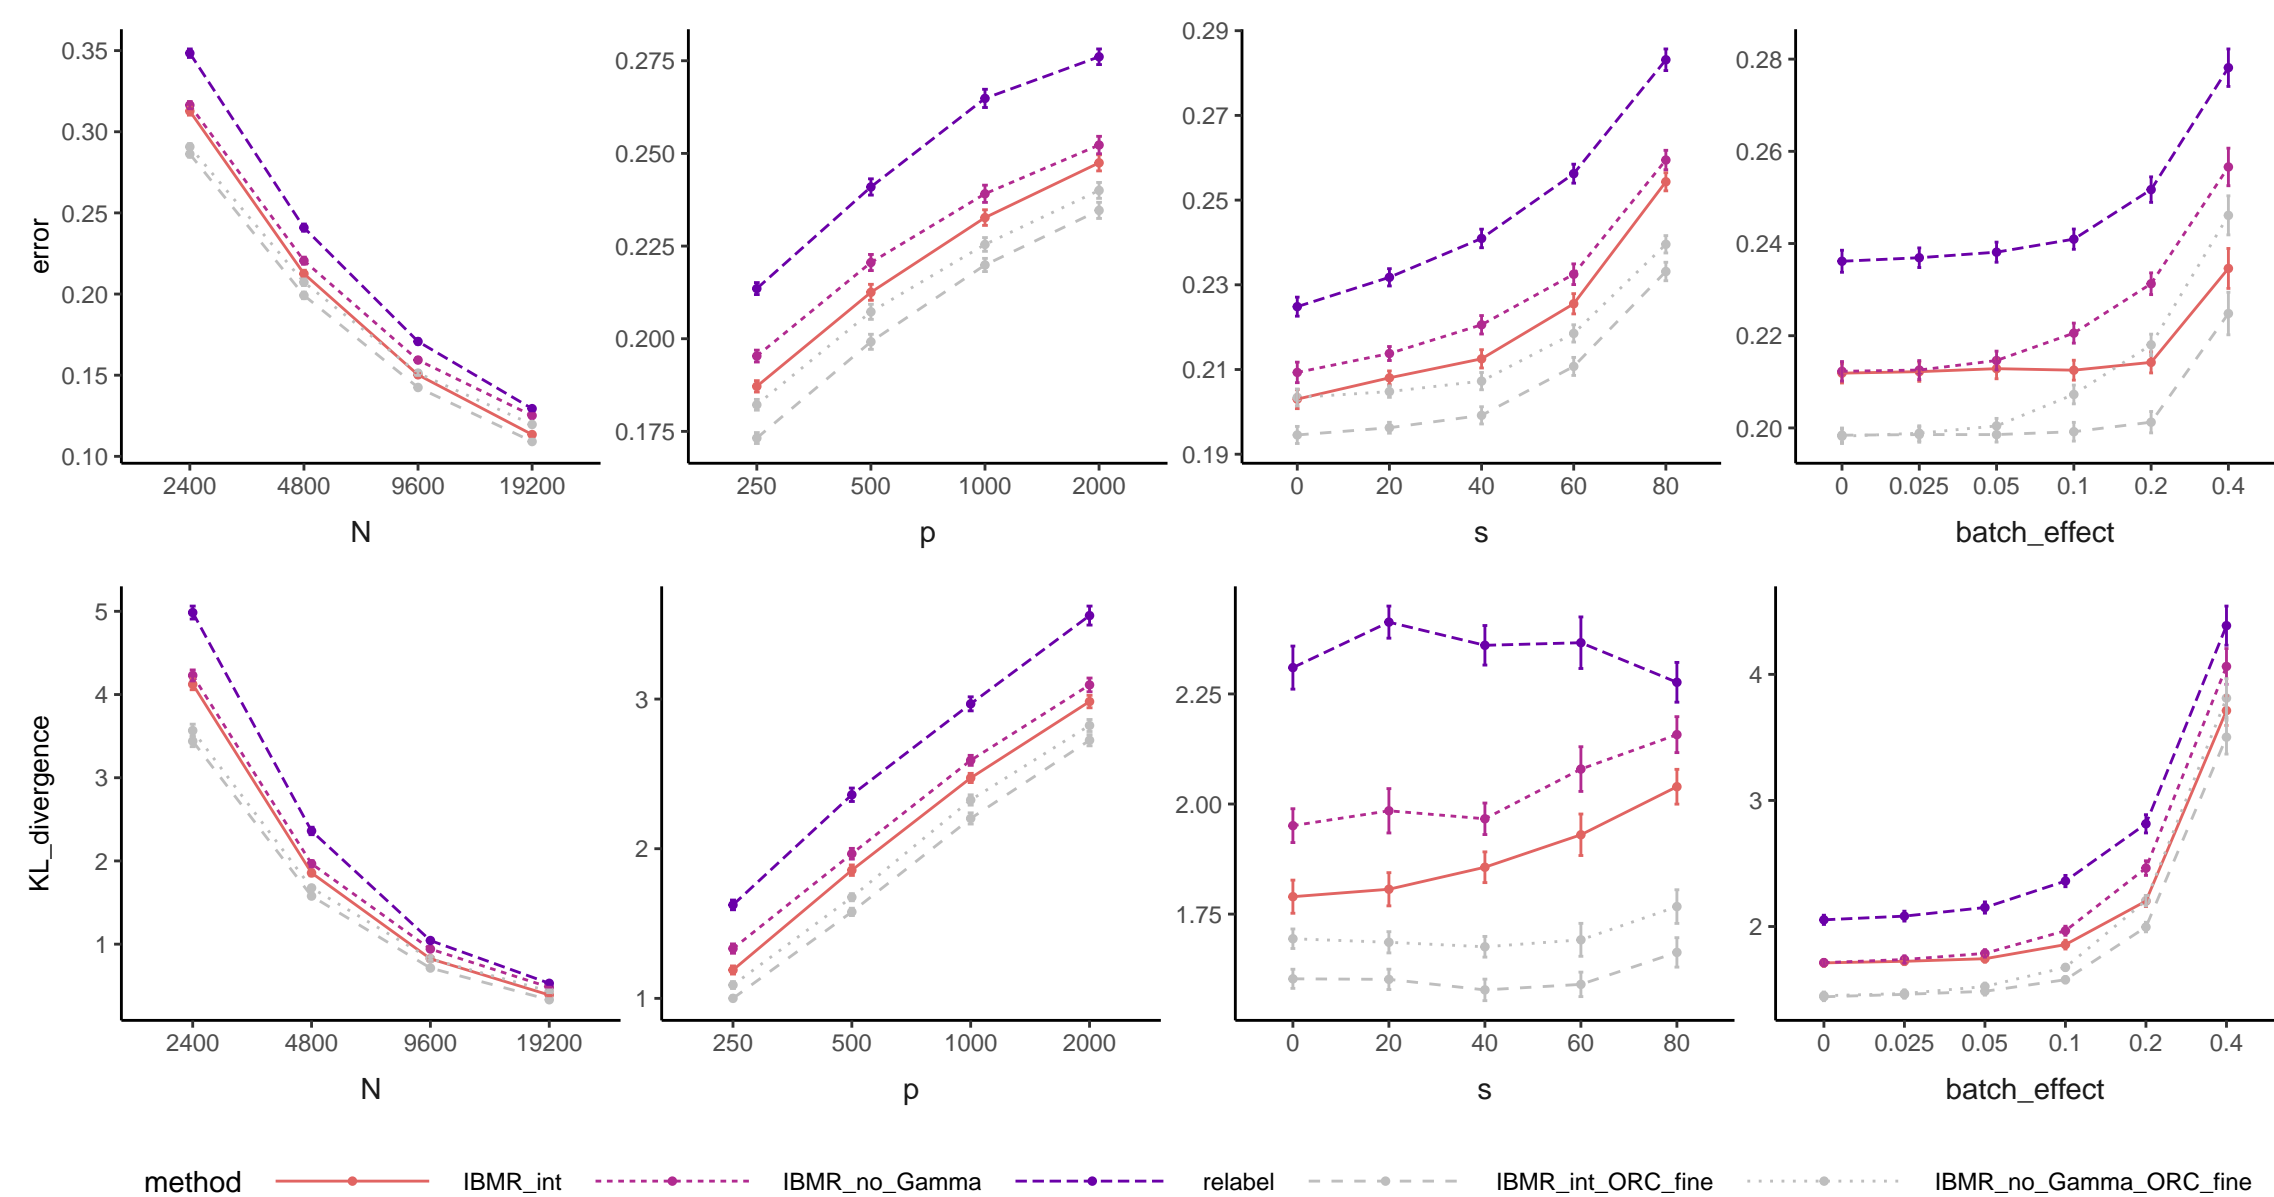 error
0.35
0.30
0.25
0.20
0.15
0.10
2400 4800 9600 19200
N
0.275
0.250
0.225
0.200
0.175
250 500 1000 2000
p
0.29
0.27
0.25
0.23
0.21
0.19
0 20 40 60 80
s
0.28
0.26
0.24
0.22
0.20
0 0.025 0.05 0.1 0.2 0.4
batch_effect
KL_divergence
5
4
3
2
1
2400 4800 9600 19200
N
3
2
1
250 500 1000 2000
p
2.25
2.00
1.75
0 20 40 60 80
s
4
3
2
0 0.025 0.05 0.1 0.2 0.4
batch_effect
method IBMR_int IBMR_no_Gamma relabel IBMR_int_ORC_fine IBMR_no_Gamma_ORC_fine